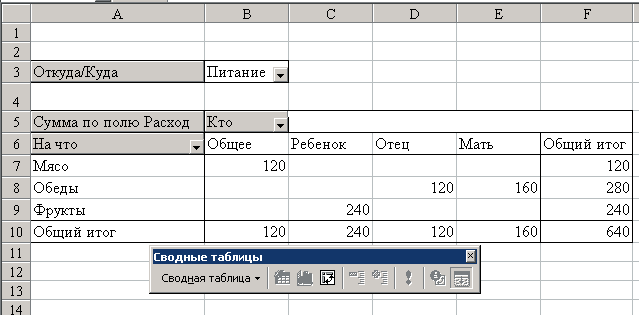 A B C D E F
1
2
3 Откуда/Куда Питание
4
5 Сумма по полю Расход Кто
6 На что Общее Ребенок Отец Мать Общий итог
7 Мясо 120 120
8 Обеды 120 160 280
9 Фрукты 240 240
10 Общий итог 120 240 120 160 640
11
Сводные таблицы
12 Сводная таблица
13
14